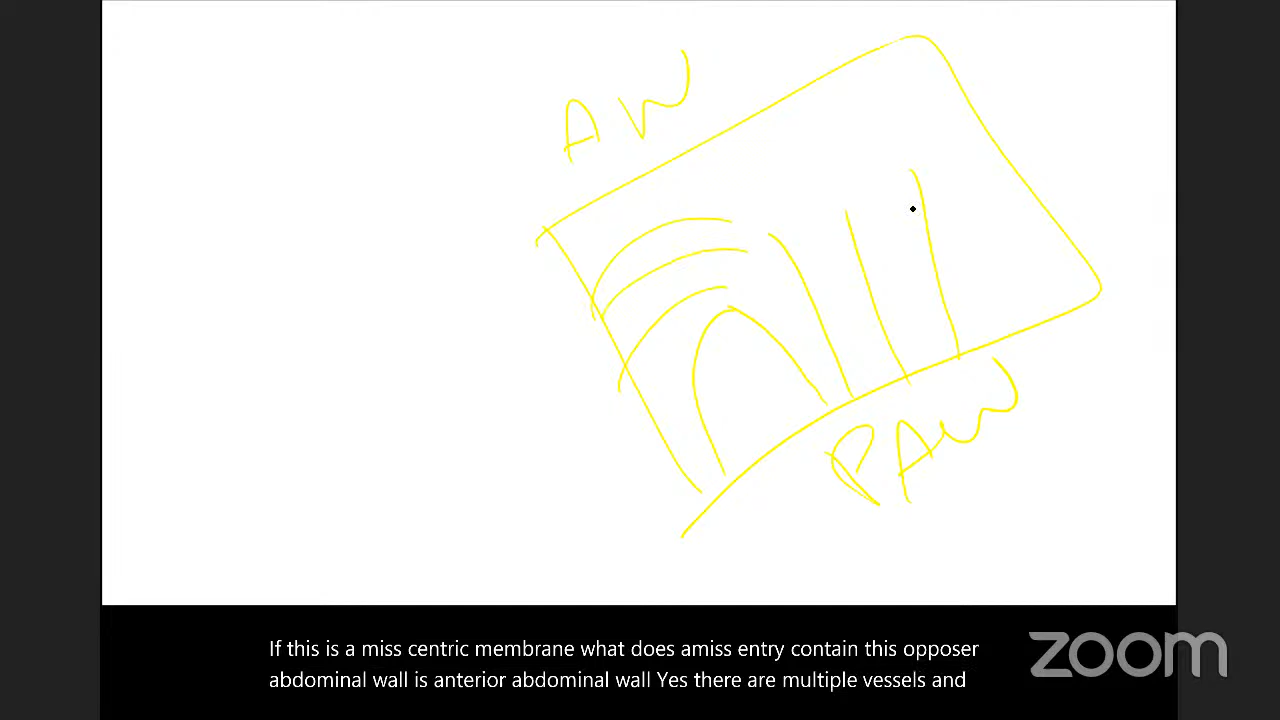 AW
PAW
If this is a miss centric membrane what does amiss entry contain this opposer
abdominal wall is anterior abdominal wall Yes there are multiple vessels and
zoom